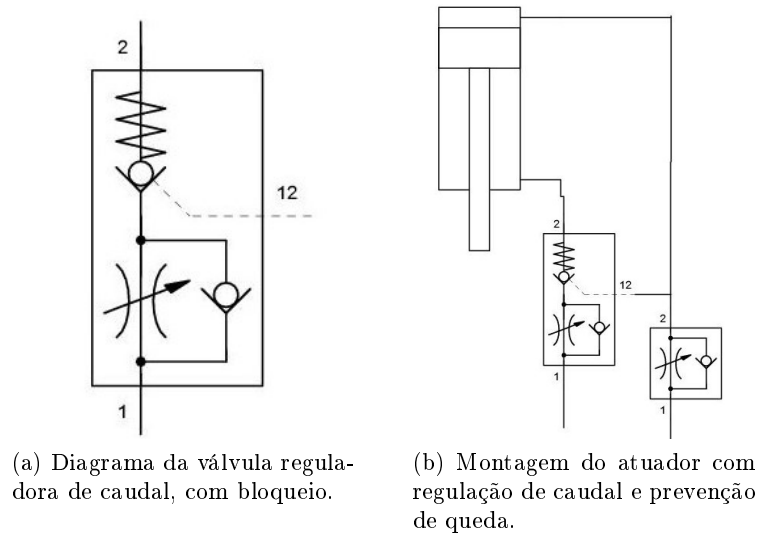 2
12
1
2
12
2
1
1
(a) Diagrama da válvula regula-
dora de caudal, com bloqueio.
(b) Montagem do atuador com
regulação de caudal e prevenção
de queda.